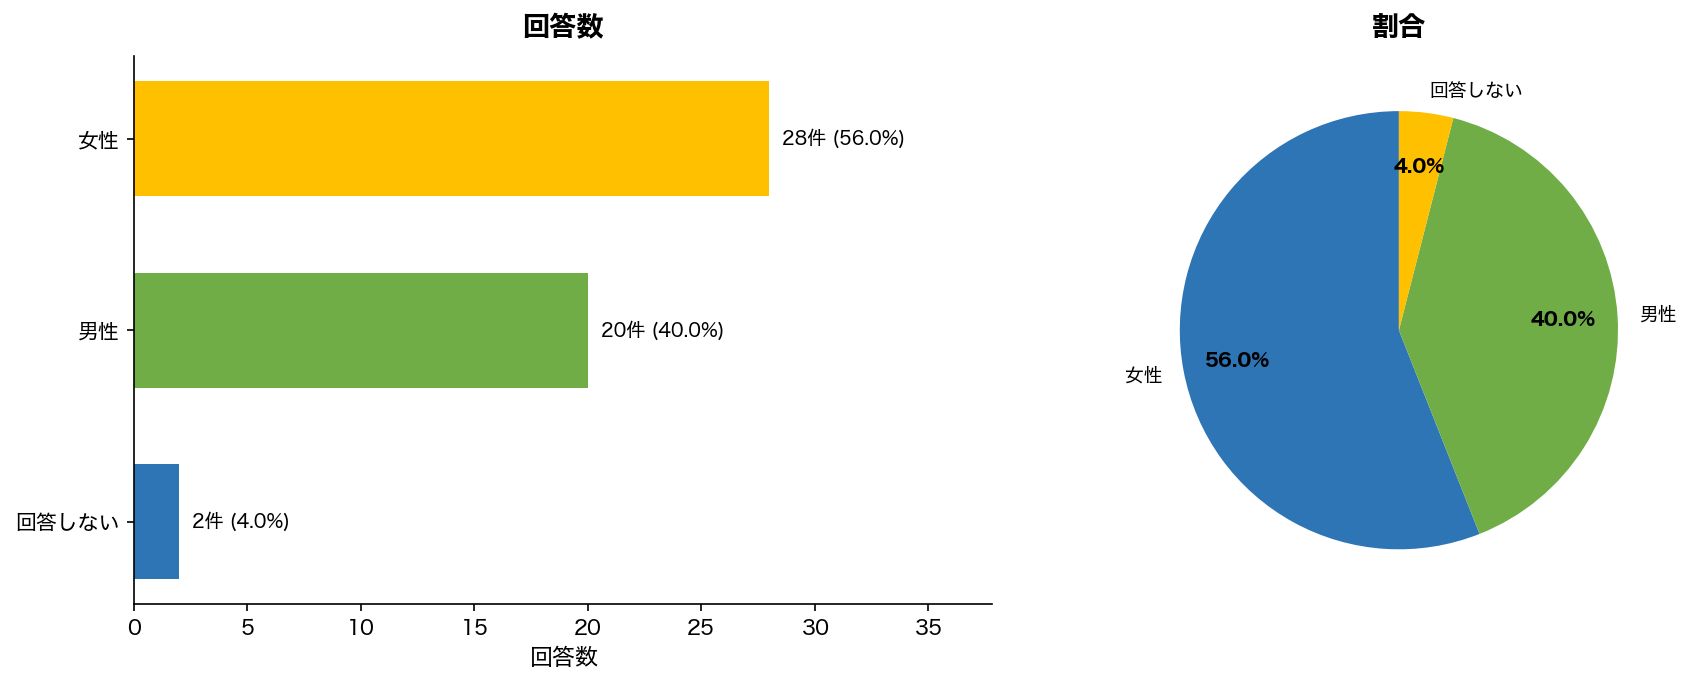 回答数
女性
28件 (56.0%)
男性
20件 (40.0%)
回答しない
2件 (4.0%)
0 5 10 15 20 25 30 35
回答数
割合
回答しない
4.0%
男性
40.0%
女性
56.0%